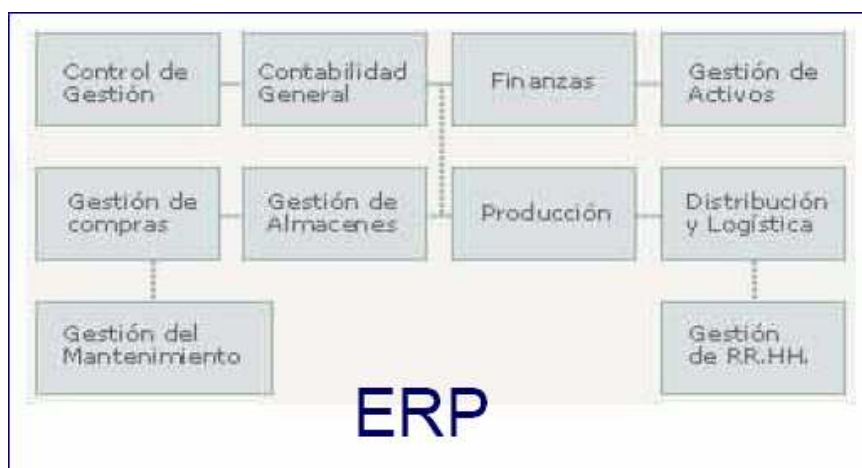 Control de
Gestión
Contabilidad
General
Finanzas
Gestión de
Activos
Gestión de
compras
Gestión de
Almacenes
Producción
Distribución
y Logística
Gestión del
Mantenimiento
Gestión
de RR.HH.
ERP